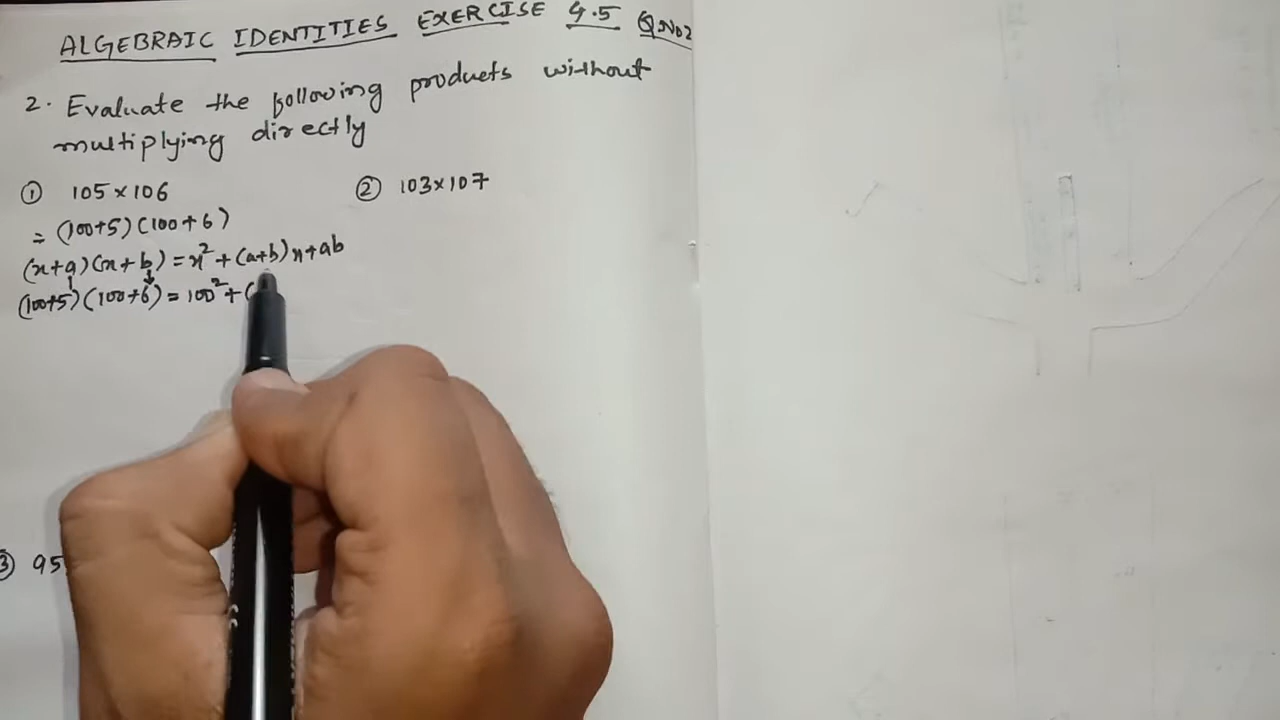 ALGEBRAIC IDENTITIES EXERCISE 4.5 Q.No2
2. Evaluate the following products without
multiplying directly
① 105×106
= (100+5)(100+6)
(x+a)(x+b) = x² + (a+b)x+ab
(100+5)(100+6) = 100² + (
② 103×107
③ 95